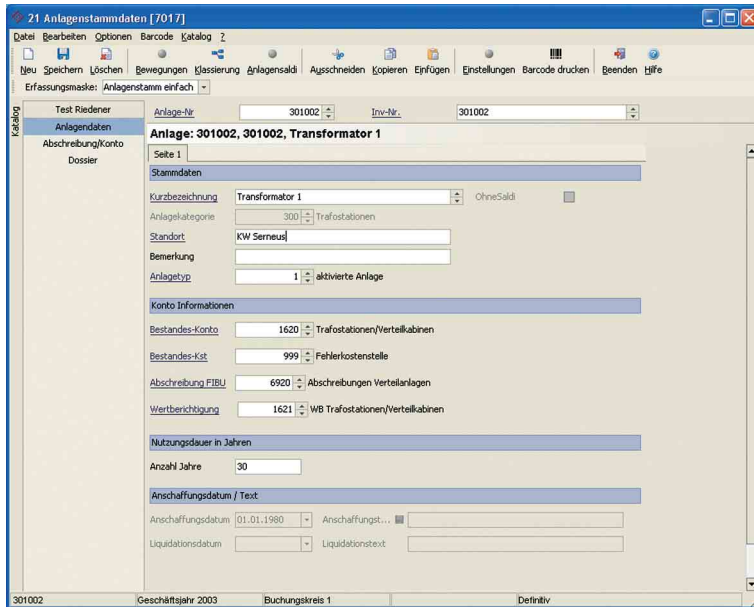 21 Anlagenstammdaten [7017]
Datei Bearbeiten Optionen Barcode Katalog ?
Neu Speichern Löschen Bewegungen Klassierung Anlagensaldi Ausschneiden Kopieren Einfügen Einstellungen Barcode drucken Beenden Hilfe
Erfassungsmaske: Anlagenstamm einfach
Katalog
Test Riedener
Anlagendaten
Abschreibung/Konto
Dossier
Anlage-Nr 301002 Inv-Nr. 301002
Anlage: 301002, 301002, Transformator 1
Seite 1
Stammdaten
Kurzbezeichnung Transformator 1 OhneSaldi
Anlagekategorie 300 Trafostationen
Standort KW Serneus
Bemerkung
Anlagetyp 1 aktivierte Anlage
Konto Informationen
Bestandes-Konto 1620 Trafostationen/Verteilkabinen
Bestandes-Kst 999 Fehlerkostenstelle
Abschreibung FIBU 6920 Abschreibungen Verteilanlagen
Wertberichtigung 1621 WB Trafostationen/Verteilkabinen
Nutzungsdauer in Jahren
Anzahl Jahre 30
Anschaffungsdatum / Text
Anschaffungsdatum 01.01.1980 Anschaffungst...
Liquidationsdatum Liquidationstext
301002 Geschäftsjahr 2003 Buchungskreis 1 Definitiv